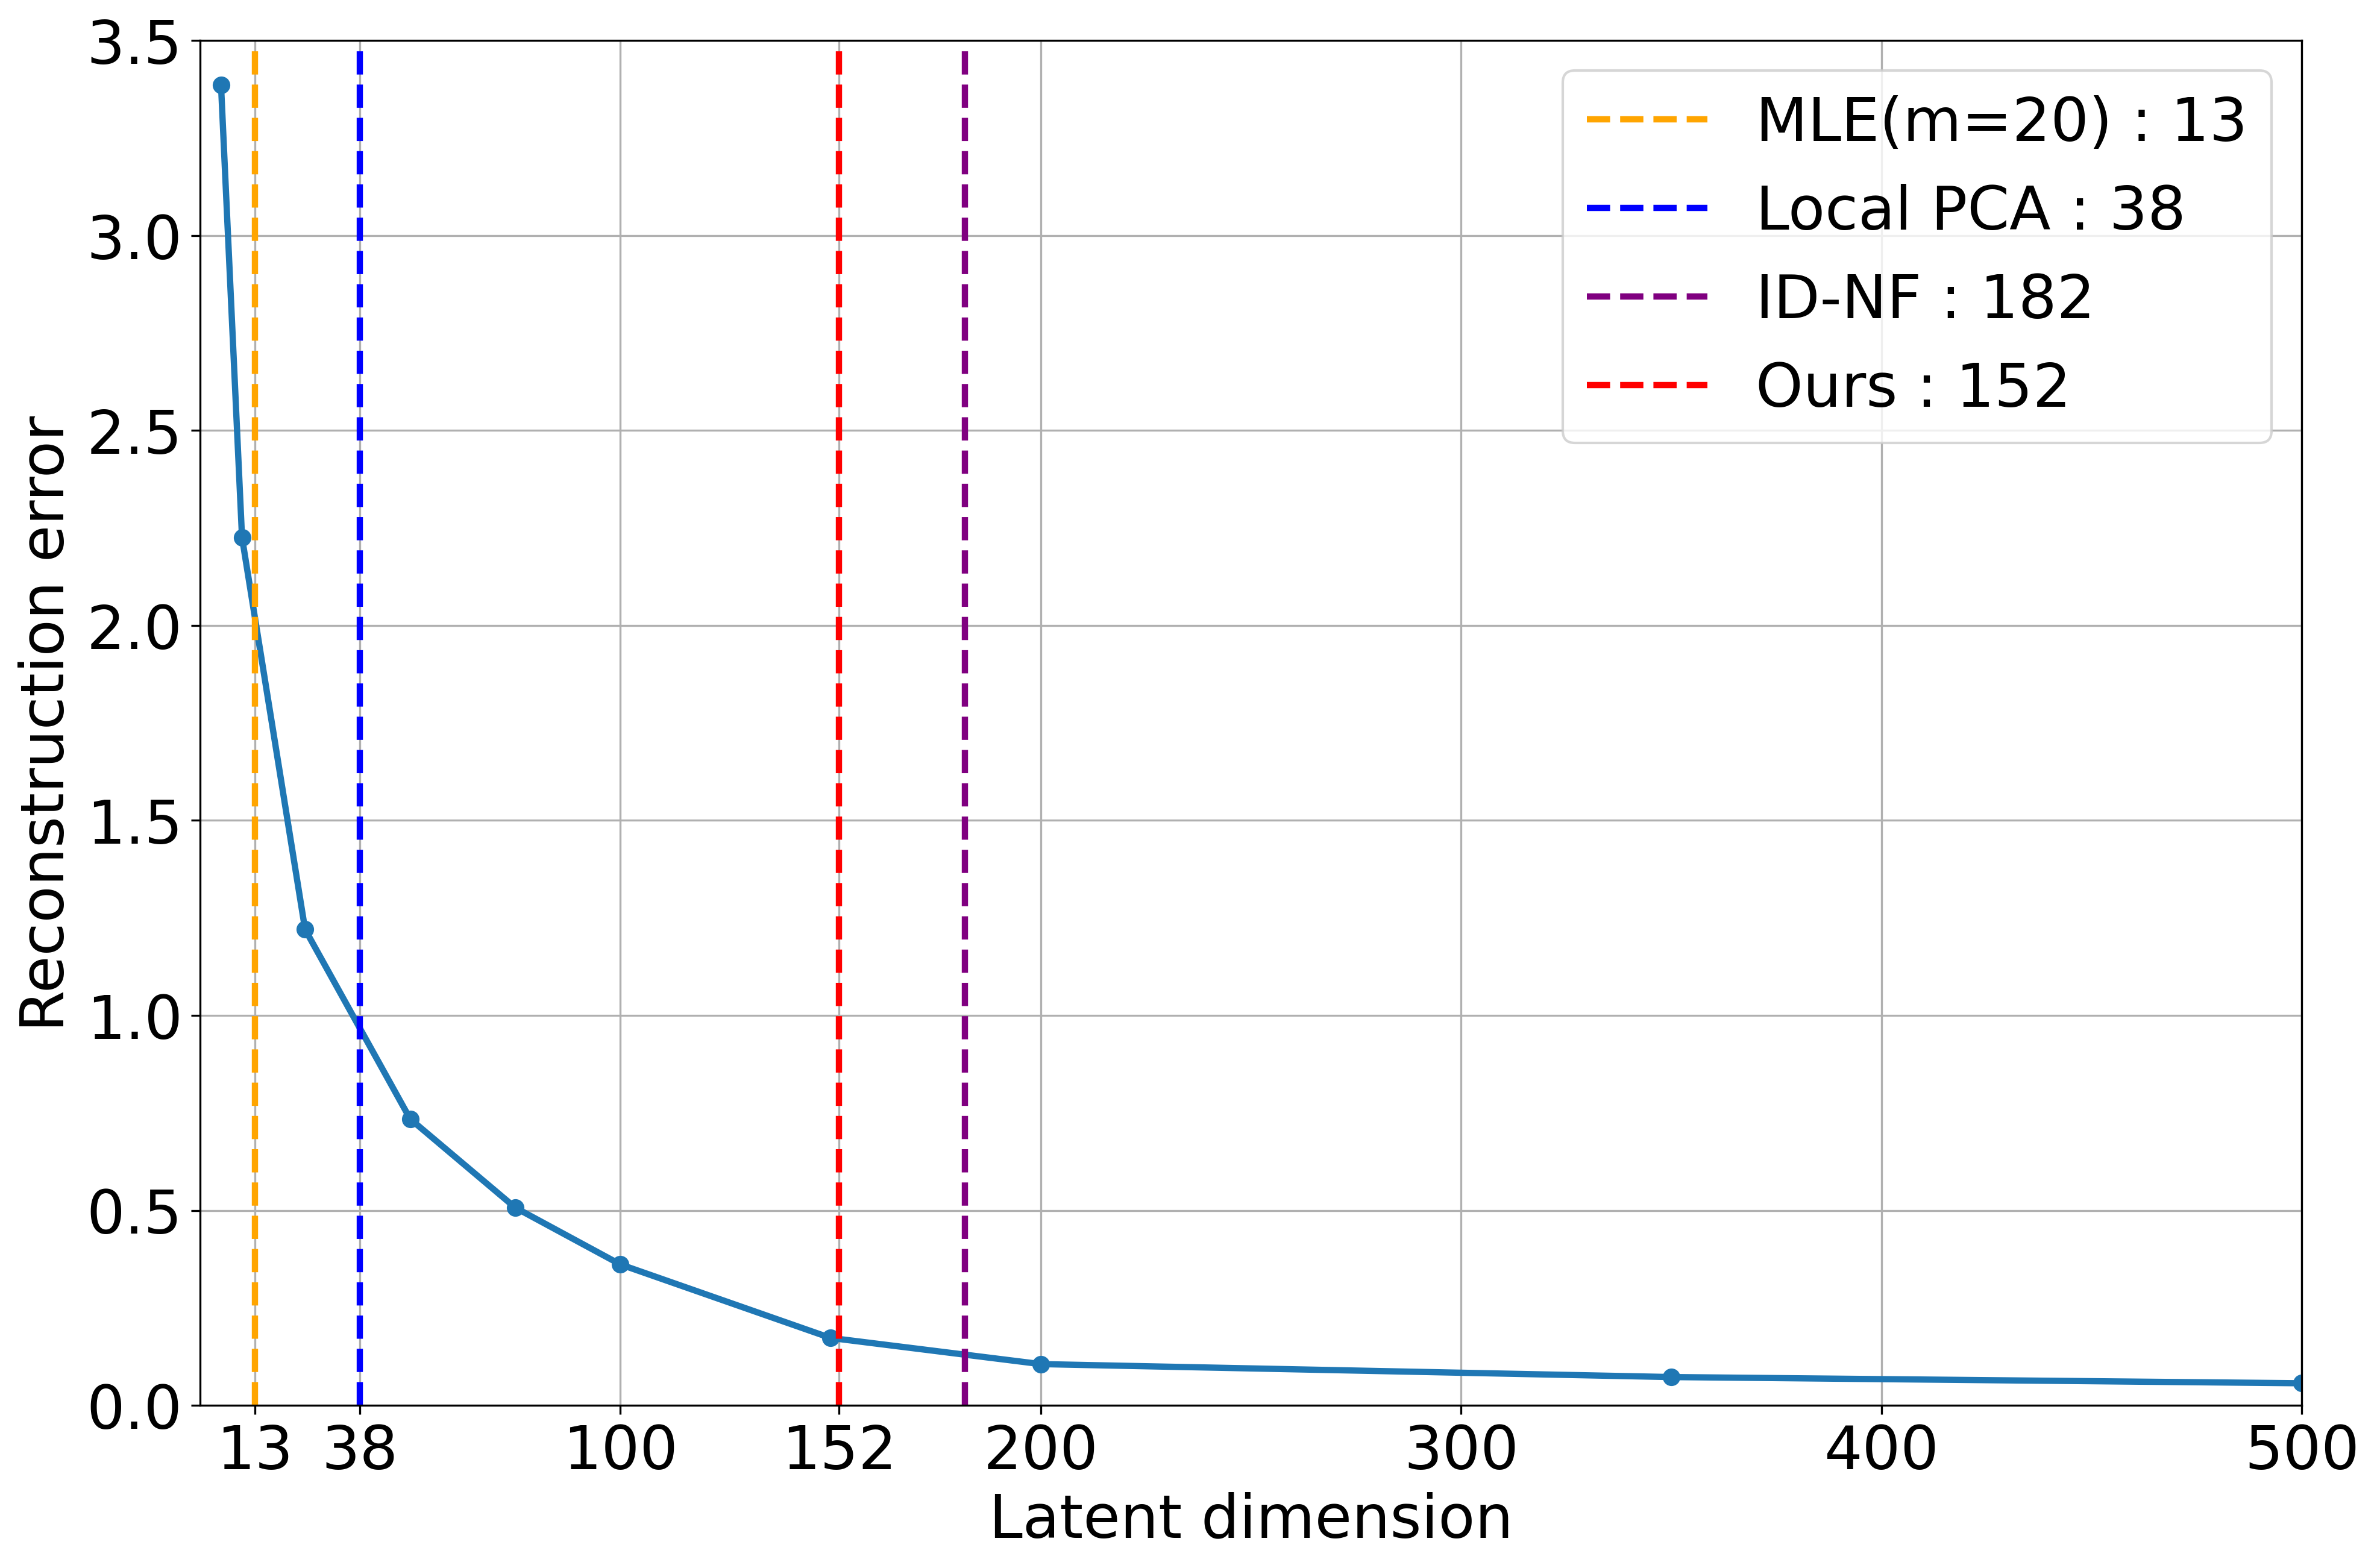 Reconstruction error
3.5
3.0
2.5
2.0
1.5
1.0
0.5
0.0
MLE(m=20) : 13
Local PCA : 38
ID-NF : 182
Ours : 152
13 38 100 152 200 300 400 500
Latent dimension